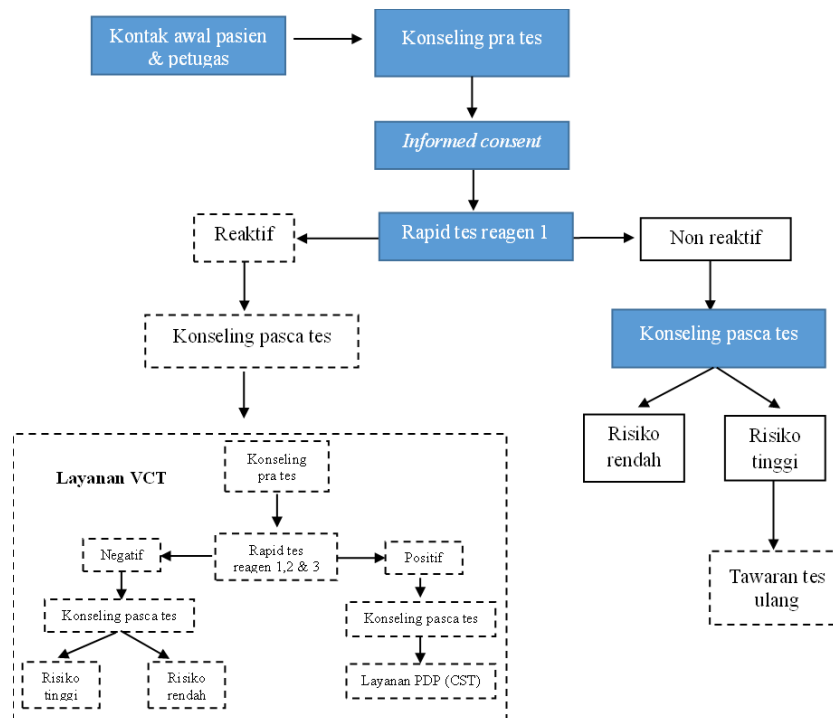 Kontak awal pasien
& petugas
Konseling pra tes
Informed consent
Reaktif
Rapid tes reagen 1
Non reaktif
Konseling pasca tes
Konseling pasca tes
Risiko
rendah
Risiko
tinggi
Tawaran tes
ulang
Layanan VCT
Konseling
pra tes
Negatif
Rapid tes
reagen 1,2 & 3
Positif
Konseling pasca tes
Konseling pasca tes
Risiko
tinggi
Risiko
rendah
Layanan PDP (CST)